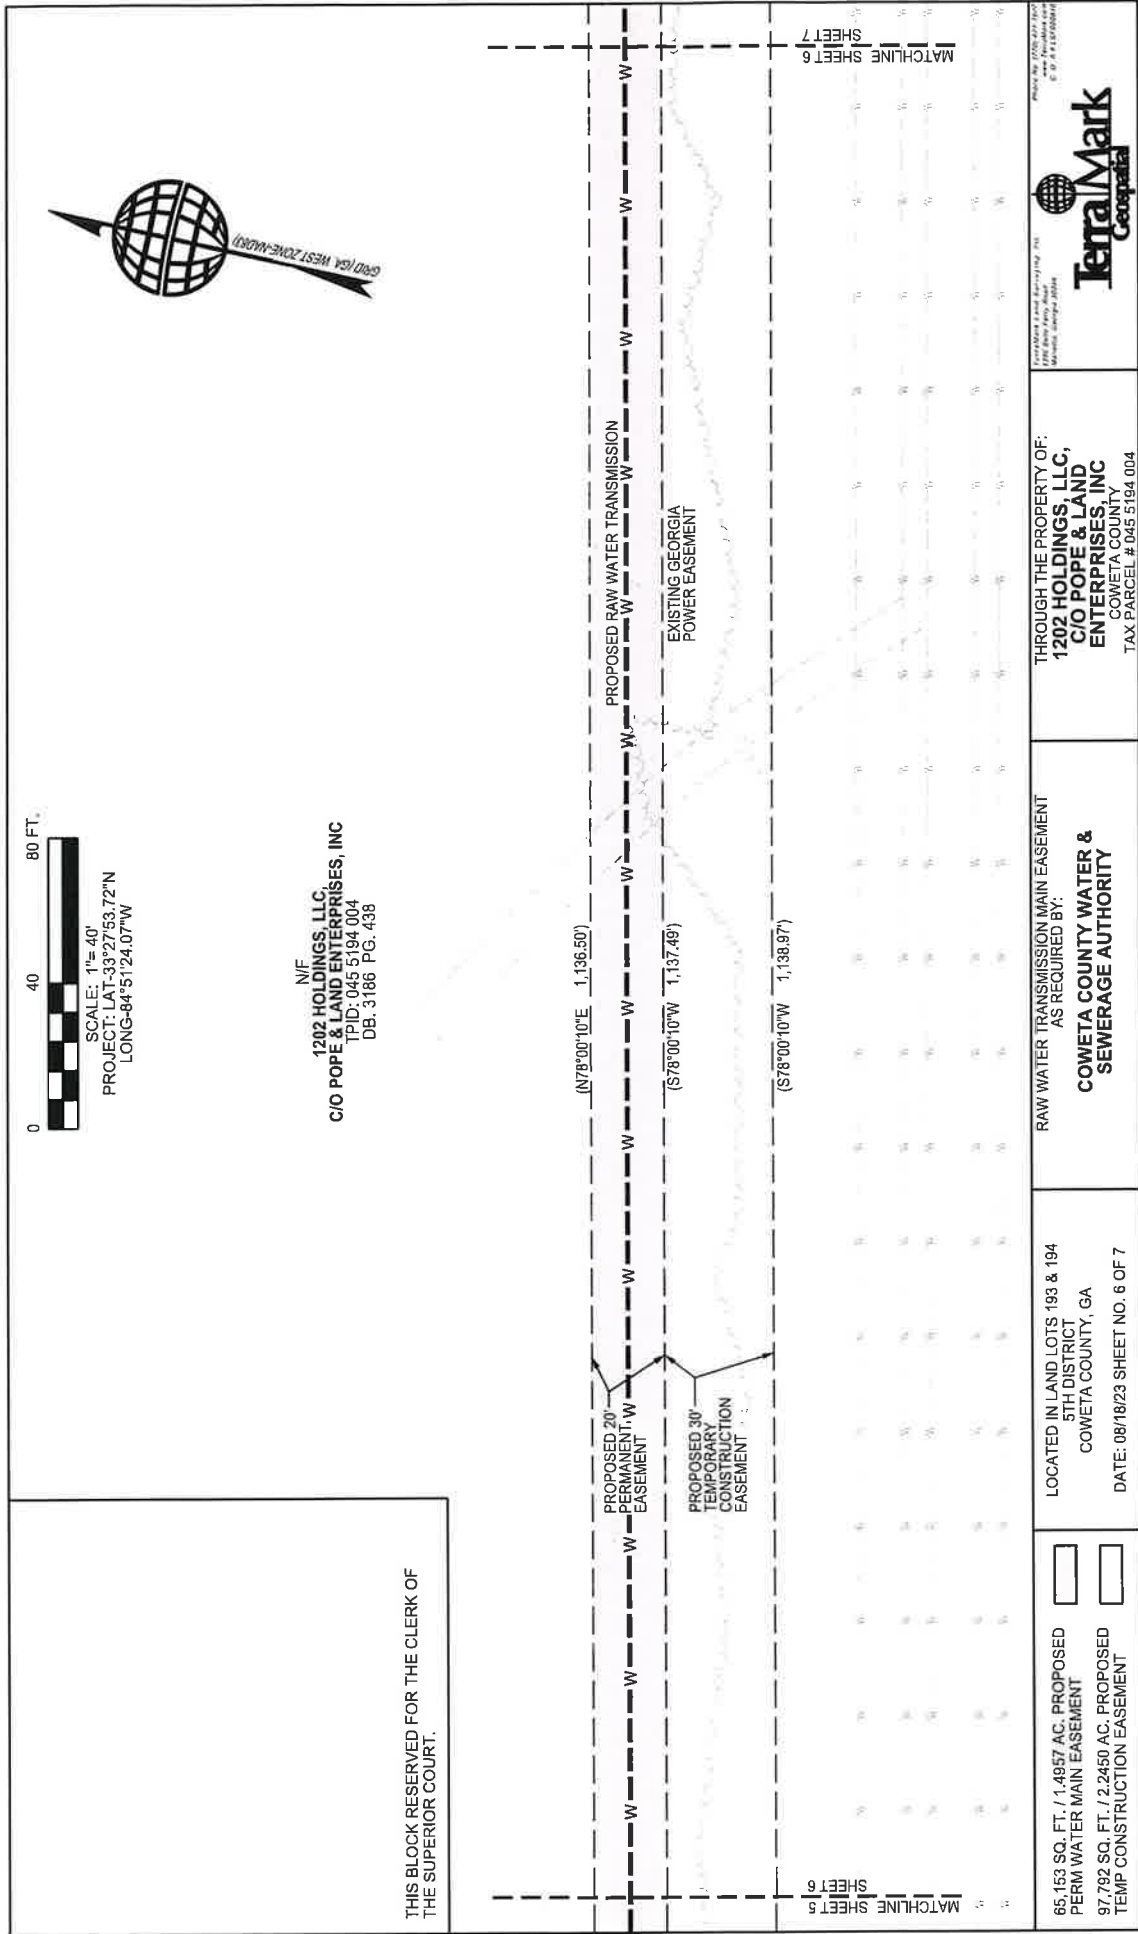 THIS BLOCK RESERVED FOR THE CLERK OF
THE SUPERIOR COURT.
0 40 80 FT.
SCALE: 1"= 40'
PROJECT: LAT-33°27'53.72"N
LONG-84°51'24.07"W
GRID (GA. WEST ZONE-NAD83)
N/F
1202 HOLDINGS, LLC,
C/O POPE & LAND ENTERPRISES, INC
TPID: 045 5194 004
DB. 3186 PG. 438
(N78°00'10"E 1,136.50')
(S78°00'10"W 1,137.49')
(S78°00'10"W 1,138.97')
PROPOSED RAW WATER TRANSMISSION
W W W W W W W W W W W W W W
EXISTING GEORGIA
POWER EASEMENT
PROPOSED 20'
PERMANENT
EASEMENT
PROPOSED 30'
TEMPORARY
CONSTRUCTION
EASEMENT
MATCHLINE SHEET 5
SHEET 6
MATCHLINE SHEET 6
SHEET 7
65,153 SQ. FT. / 1.4957 AC. PROPOSED
PERM WATER MAIN EASEMENT
97,792 SQ. FT. / 2.2450 AC. PROPOSED
TEMP CONSTRUCTION EASEMENT
LOCATED IN LAND LOTS 193 & 194
5TH DISTRICT
COWETA COUNTY, GA
DATE: 08/18/23 SHEET NO. 6 OF 7
RAW WATER TRANSMISSION MAIN EASEMENT
AS REQUIRED BY:
COWETA COUNTY WATER &
SEWERAGE AUTHORITY
THROUGH THE PROPERTY OF:
1202 HOLDINGS, LLC,
C/O POPE & LAND
ENTERPRISES, INC
COWETA COUNTY
TAX PARCEL # 045 5194 004
TerraMark Land Surveying, Inc.
Marietta, Georgia
TerraMark
Geospatial